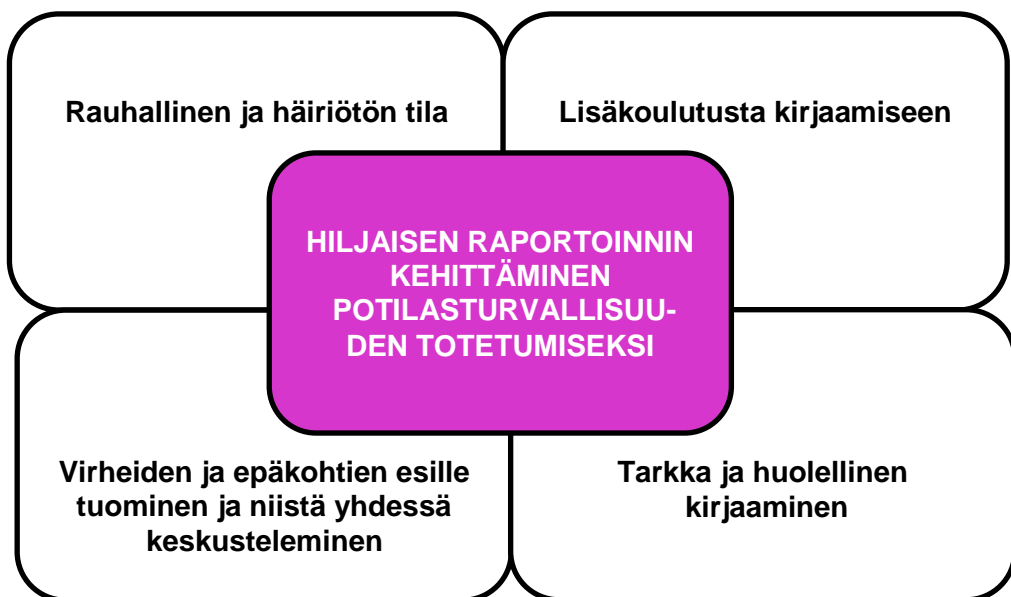 Rauhallinen ja häiriötön tila
Lisäkoulutusta kirjaamiseen
HILJAISEN RAPORTOINNIN
KEHITTÄMINEN
POTILASTURVALLISUU-
DEN TOTETUMISEKSI
Virheiden ja epäkohtien esille
tuominen ja niistä yhdessä
keskusteleminen
Tarkka ja huolellinen
kirjaaminen